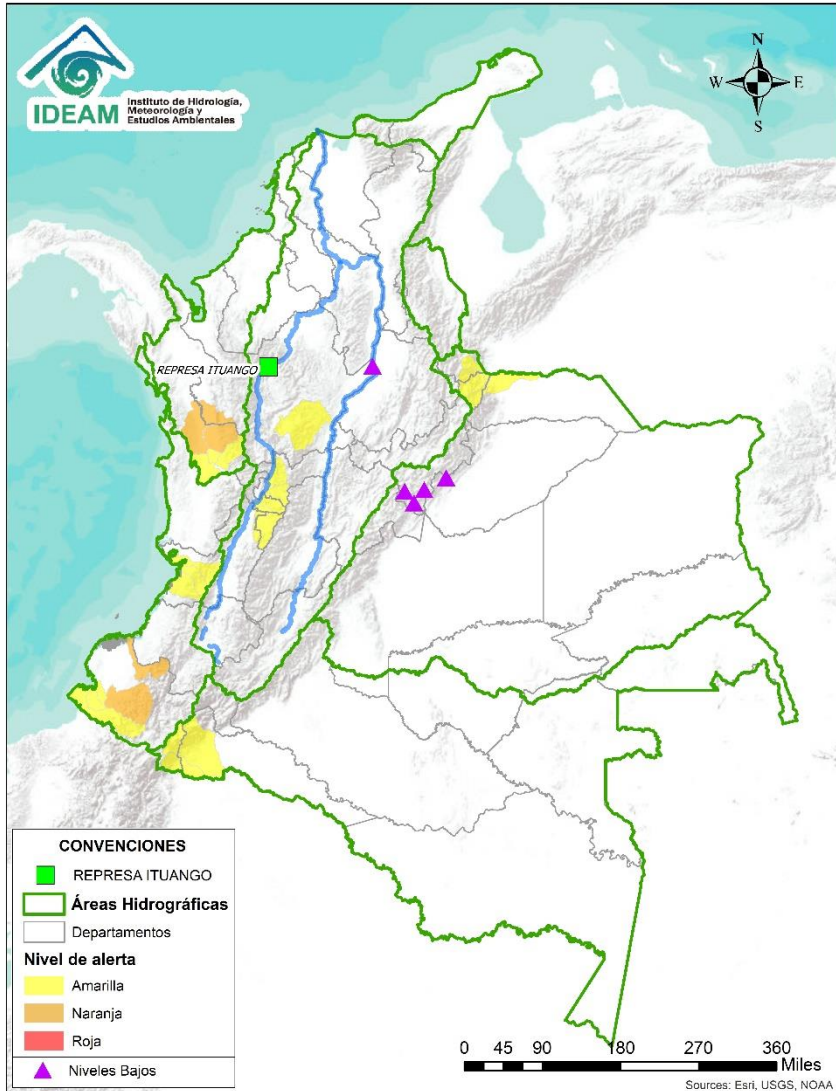 IDEAM
Instituto de Hidrología,
Meteorología y
Estudios Ambientales
N
W
E
S
REPRESA ITUANGO
CONVENCIONES
REPRESA ITUANGO
Áreas Hidrográficas
Departamentos
Nivel de alerta
Amarilla
Naranja
Roja
Niveles Bajos
0 45 90 180 270 360
Miles
Sources: Esri, USGS, NOAA